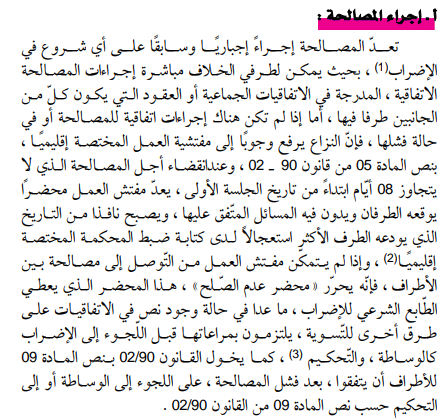 أ. إجراء المصالحة :
تعدّ المصالحة إجراءً إجباريًا وسابقًا على أي شروع في
الإضراب(1) ، بحيث يمكن لطرفي الخلاف مباشرة إجراءات المصالحة
الاتفاقية ، المدرجة في الاتفاقيات الجماعية أو العقود التي يكون كلّ من
الجانبين طرفا فيها ، أما إذا لم تكن هناك إجراءات اتفاقية للمصالحة أو في
حالة فشلها ، فإنّ النزاع يرفع وجوبًا إلى مفتشية العمل المختصة إقليميًا ،
بنص المادة 05 من قانون 90 ـ 02 ، وعندانقضاء أجل المصالحة الذي لا
يتجاوز 08 أيّام ابتداءً من تاريخ الجلسة الأولى ، يعدّ مفتش العمل محضرًا
يوقعه الطرفان ويدون فيه المسائل المتّفق عليها ، ويصبح نافذا من التاريخ
الذي يودعه الطرف الأكثر استعجالاً لدى كتابة ضبط المحكمة المختصة
إقليميًا(2) ، وإذا لم يتمكّن مفتش العمل من التّوصل إلى مصالحة بين
الأطراف ، فإنّه يحرّر «محضر عدم الصّلح» ، هذا المحضر الذي يعطي
الطّابع الشرعي للإضراب ، ما عدا في حالة وجود نص في الاتفاقيات على
طرق أخرى للتّسوية ، يلتزمون بمراعاتها قبل اللّجوء إلى الإضراب
كالوساطة ، والتّحكيم (3) ، كما يخول القانون 02/90 بنص المادة 09
للأطراف أن يتفقوا ، بعد فشل المصالحة ، على اللجوء إلى الوساطة أو إلى
التحكيم حسب نص المادة 09 من القانون 02/90 .